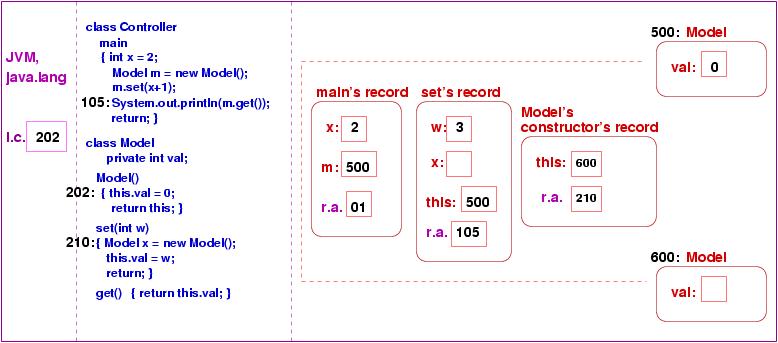 JVM,
java.lang
i.c. 202
class Controller
main
{ int x = 2;
Model m = new Model();
m.set(x+1);
105: System.out.println(m.get());
return; }
class Model
private int val;
Model()
202: { this.val = 0;
return this; }
set(int w)
210: { Model x = new Model();
this.val = w;
return; }
get() { return this.val; }
main's record
x: 2
m: 500
r.a. 01
set's record
w: 3
x:
this: 500
r.a. 105
Model's
constructor's record
this: 600
r.a. 210
500: Model
val: 0
600: Model
val: